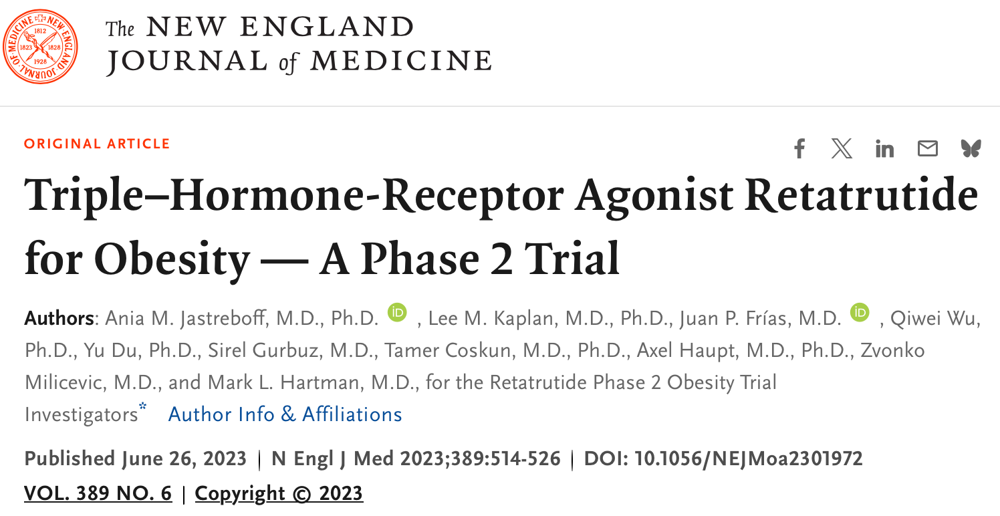 NEW ENGLAND JOURNAL OF MEDICINE
1812
1823 1828
1928
The NEW ENGLAND
JOURNAL of MEDICINE
ORIGINAL ARTICLE
Triple–Hormone-Receptor Agonist Retatrutide
for Obesity — A Phase 2 Trial
Authors: Ania M. Jastreboff, M.D., Ph.D. iD , Lee M. Kaplan, M.D., Ph.D., Juan P. Frías, M.D. iD , Qiwei Wu,
Ph.D., Yu Du, Ph.D., Sirel Gurbuz, M.D., Tamer Coskun, M.D., Ph.D., Axel Haupt, M.D., Ph.D., Zvonko
Milicevic, M.D., and Mark L. Hartman, M.D., for the Retatrutide Phase 2 Obesity Trial
Investigators* Author Info & Affiliations
Published June 26, 2023 | N Engl J Med 2023;389:514-526 | DOI: 10.1056/NEJMoa2301972
VOL. 389 NO. 6 | Copyright © 2023